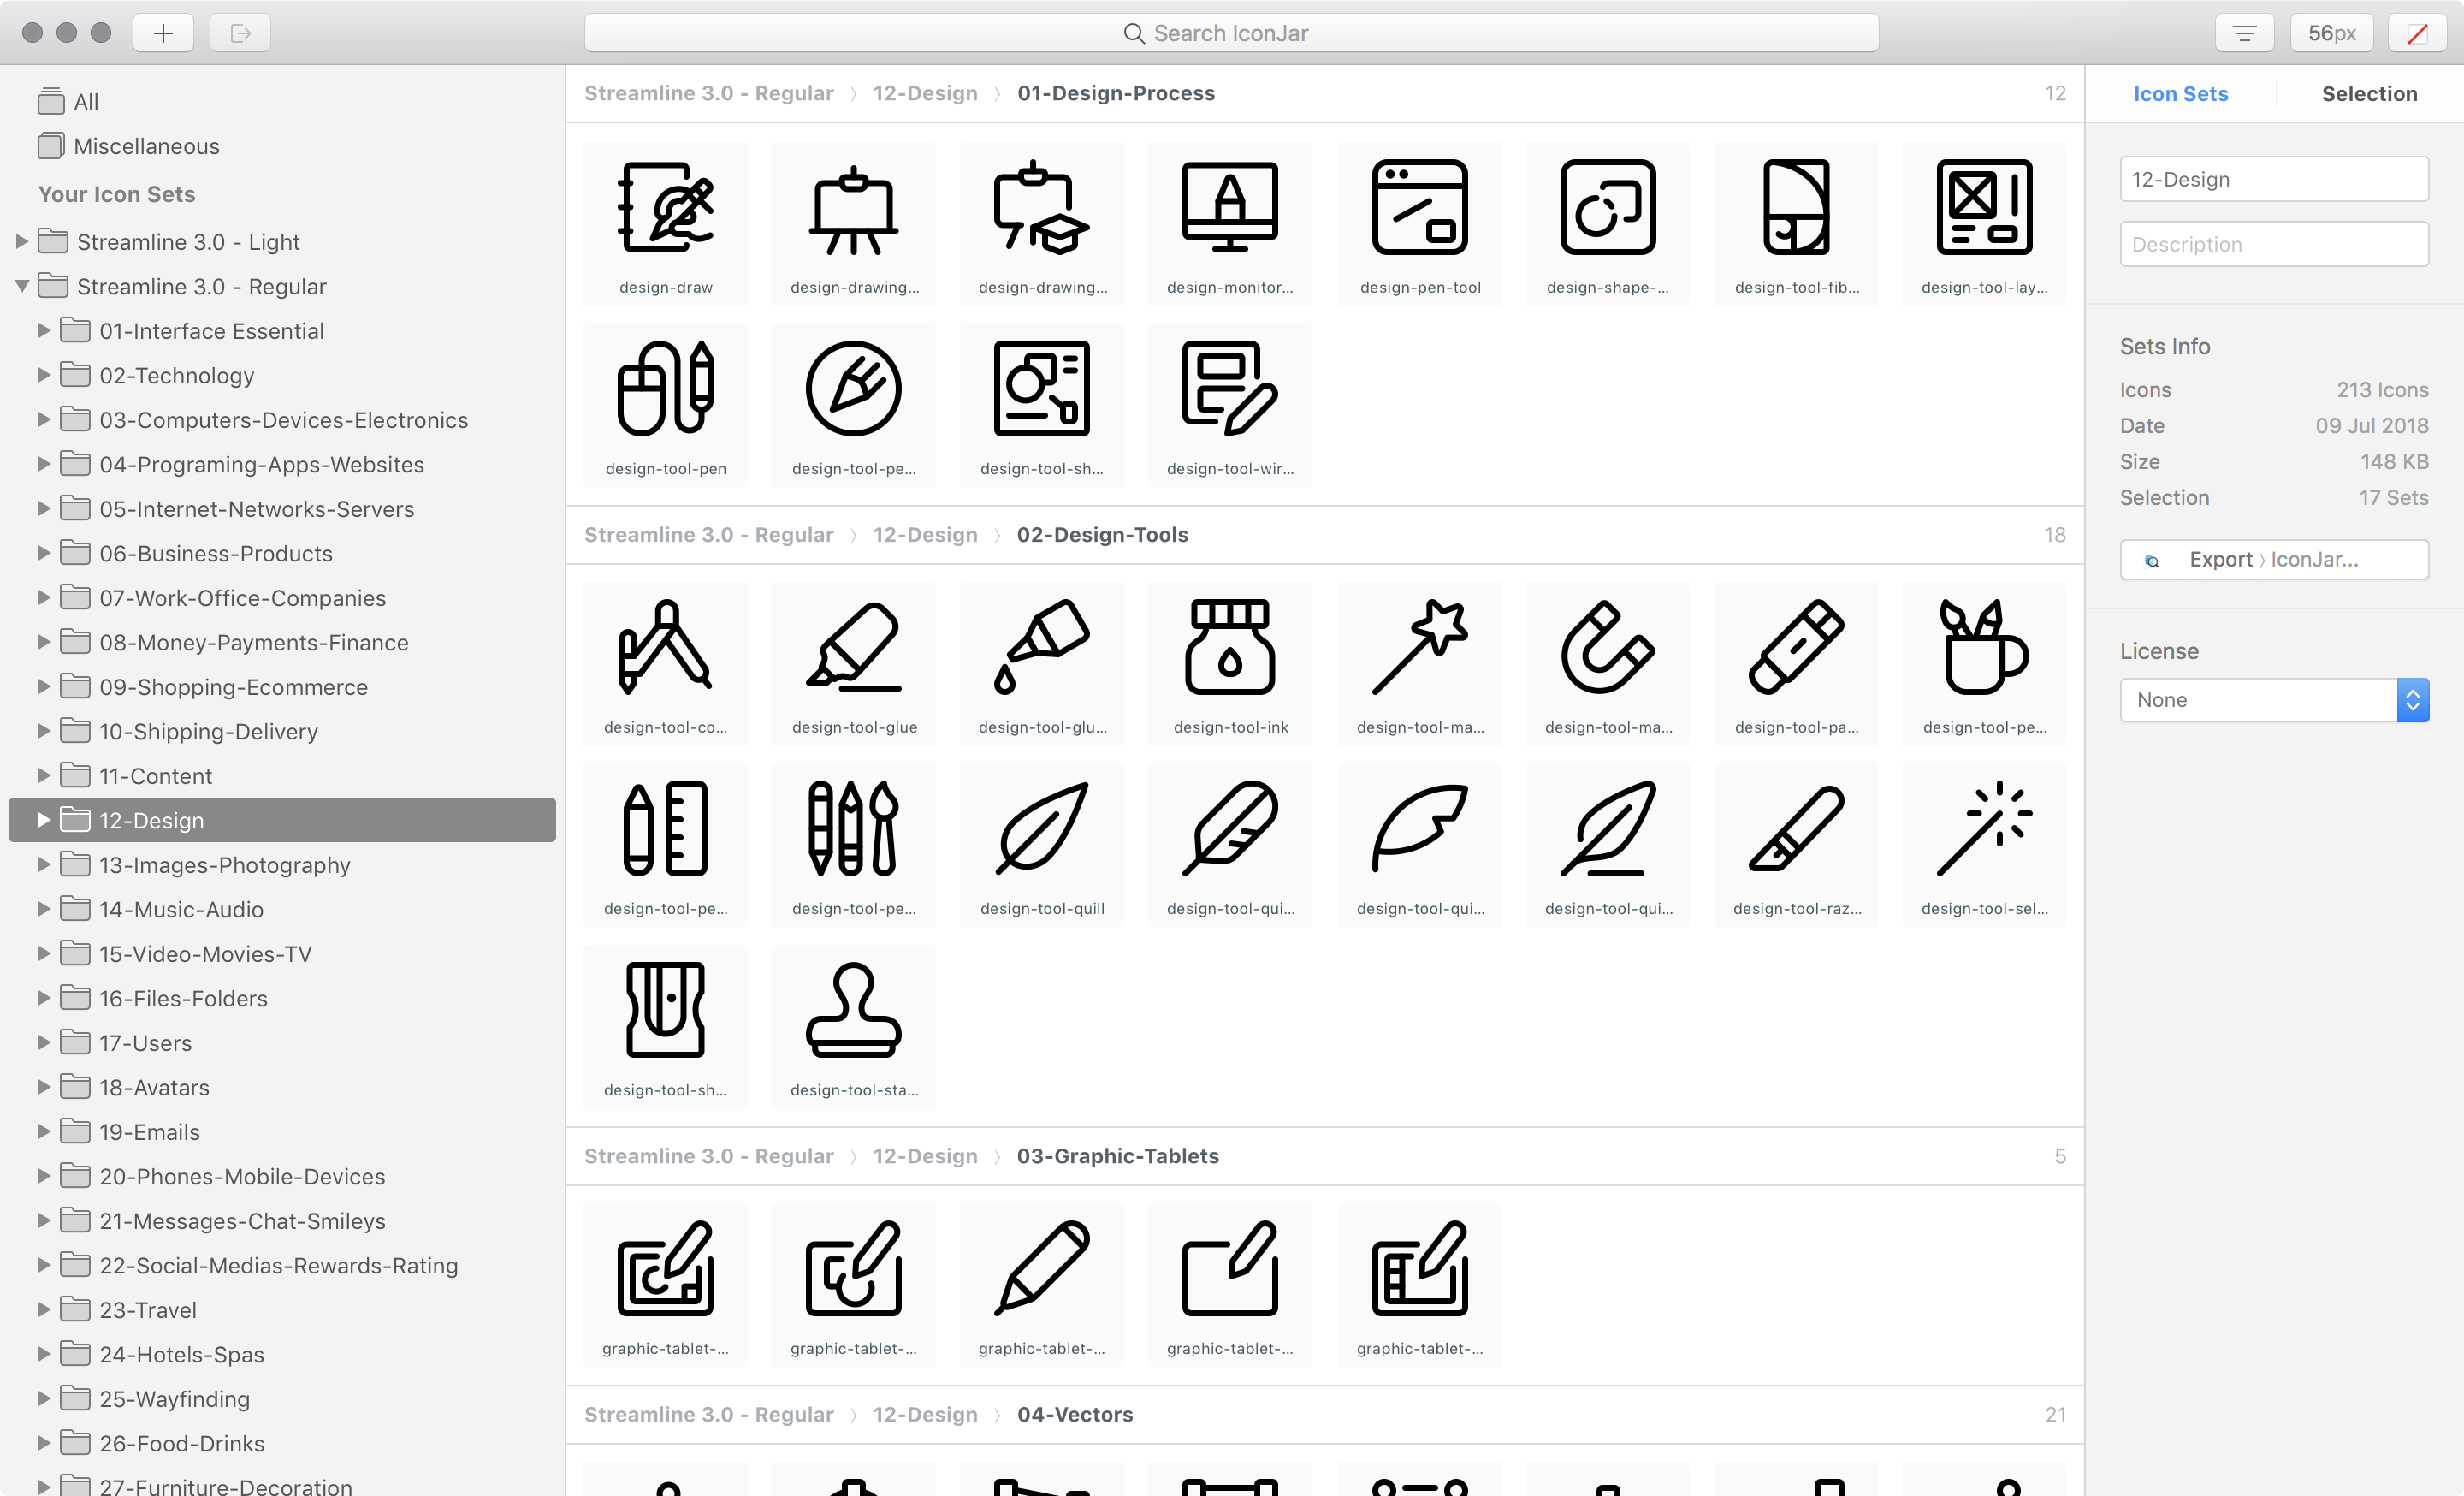 Search IconJar
56px
All
Miscellaneous
Your Icon Sets
Streamline 3.0 - Light
Streamline 3.0 - Regular
01-Interface Essential
02-Technology
03-Computers-Devices-Electronics
04-Programing-Apps-Websites
05-Internet-Networks-Servers
06-Business-Products
07-Work-Office-Companies
08-Money-Payments-Finance
09-Shopping-Ecommerce
10-Shipping-Delivery
11-Content
12-Design
13-Images-Photography
14-Music-Audio
15-Video-Movies-TV
16-Files-Folders
17-Users
18-Avatars
19-Emails
20-Phones-Mobile-Devices
21-Messages-Chat-Smileys
22-Social-Medias-Rewards-Rating
23-Travel
24-Hotels-Spas
25-Wayfinding
26-Food-Drinks
27-Furniture-Decoration
Streamline 3.0 - Regular 〉 12-Design 〉 01-Design-Process 12
design-draw design-drawing... design-drawing... design-monitor... design-pen-tool design-shape-... design-tool-fib... design-tool-lay...
design-tool-pen design-tool-pe... design-tool-sh... design-tool-wir...
Streamline 3.0 - Regular 〉 12-Design 〉 02-Design-Tools 18
design-tool-co... design-tool-glue design-tool-glu... design-tool-ink design-tool-ma... design-tool-ma... design-tool-pa... design-tool-pe...
design-tool-pe... design-tool-pe... design-tool-quill design-tool-qui... design-tool-qui... design-tool-qui... design-tool-raz... design-tool-sel...
design-tool-sh... design-tool-sta...
Streamline 3.0 - Regular 〉 12-Design 〉 03-Graphic-Tablets 5
graphic-tablet-... graphic-tablet-... graphic-tablet-... graphic-tablet-... graphic-tablet-...
Streamline 3.0 - Regular 〉 12-Design 〉 04-Vectors 21
Icon Sets Selection
12-Design
Description
Sets Info
Icons 213 Icons
Date 09 Jul 2018
Size 148 KB
Selection 17 Sets
Export 〉 IconJar...
License
None